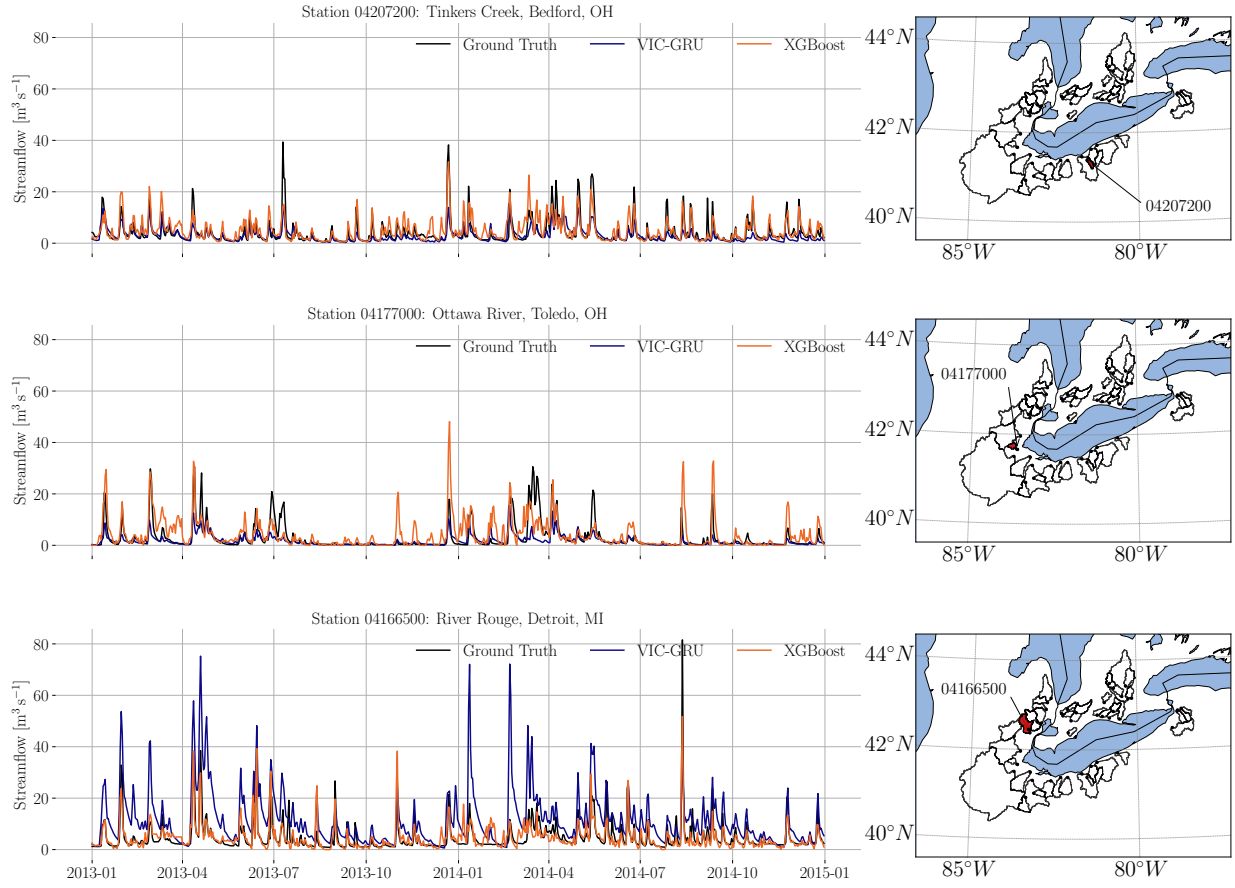 Station 04207200: Tinkers Creek, Bedford, OH
Ground Truth VIC-GRU XGBoost
Streamflow [m³ s⁻¹]
80
60
40
20
0
44°N
42°N
40°N
04207200
85°W 80°W
Station 04177000: Ottawa River, Toledo, OH
Ground Truth VIC-GRU XGBoost
Streamflow [m³ s⁻¹]
80
60
40
20
0
44°N
04177000
42°N
40°N
85°W 80°W
Station 04166500: River Rouge, Detroit, MI
Ground Truth VIC-GRU XGBoost
Streamflow [m³ s⁻¹]
80
60
40
20
0
2013-01 2013-04 2013-07 2013-10 2014-01 2014-04 2014-07 2014-10 2015-01
44°N
04166500
42°N
40°N
85°W 80°W